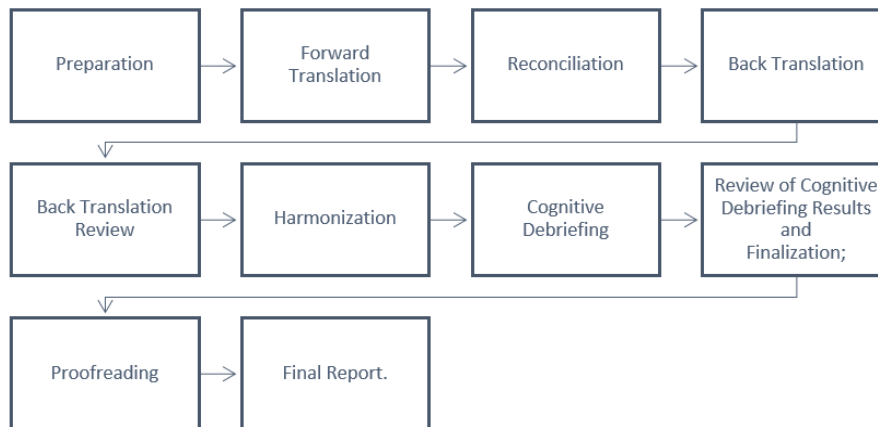 Preparation
Forward
Translation
Reconciliation
Back Translation
Back Translation
Review
Harmonization
Cognitive
Debriefing
Review of Cognitive
Debriefing Results
and
Finalization;
Proofreading
Final Report.